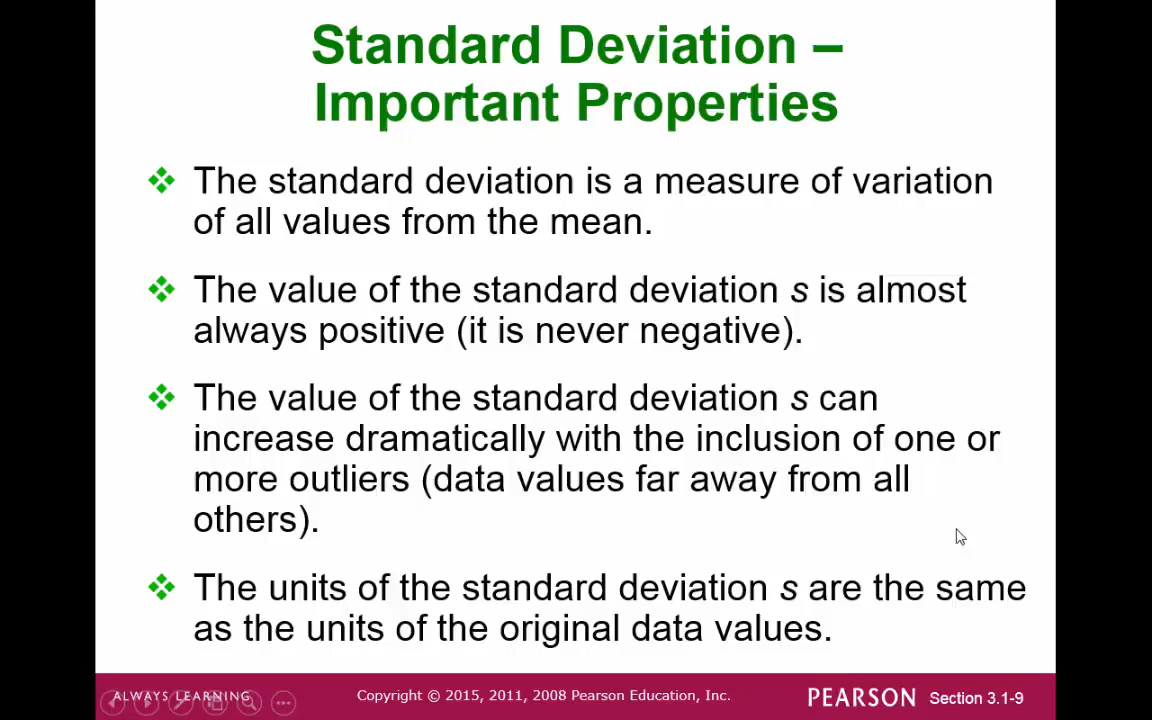 Standard Deviation –
Important Properties
The standard deviation is a measure of variation
of all values from the mean.
The value of the standard deviation s is almost
always positive (it is never negative).
The value of the standard deviation s can
increase dramatically with the inclusion of one or
more outliers (data values far away from all
others).
The units of the standard deviation s are the same
as the units of the original data values.
ALWAYS LEARNING
Copyright © 2015, 2011, 2008 Pearson Education, Inc.
PEARSON
Section 3.1-9